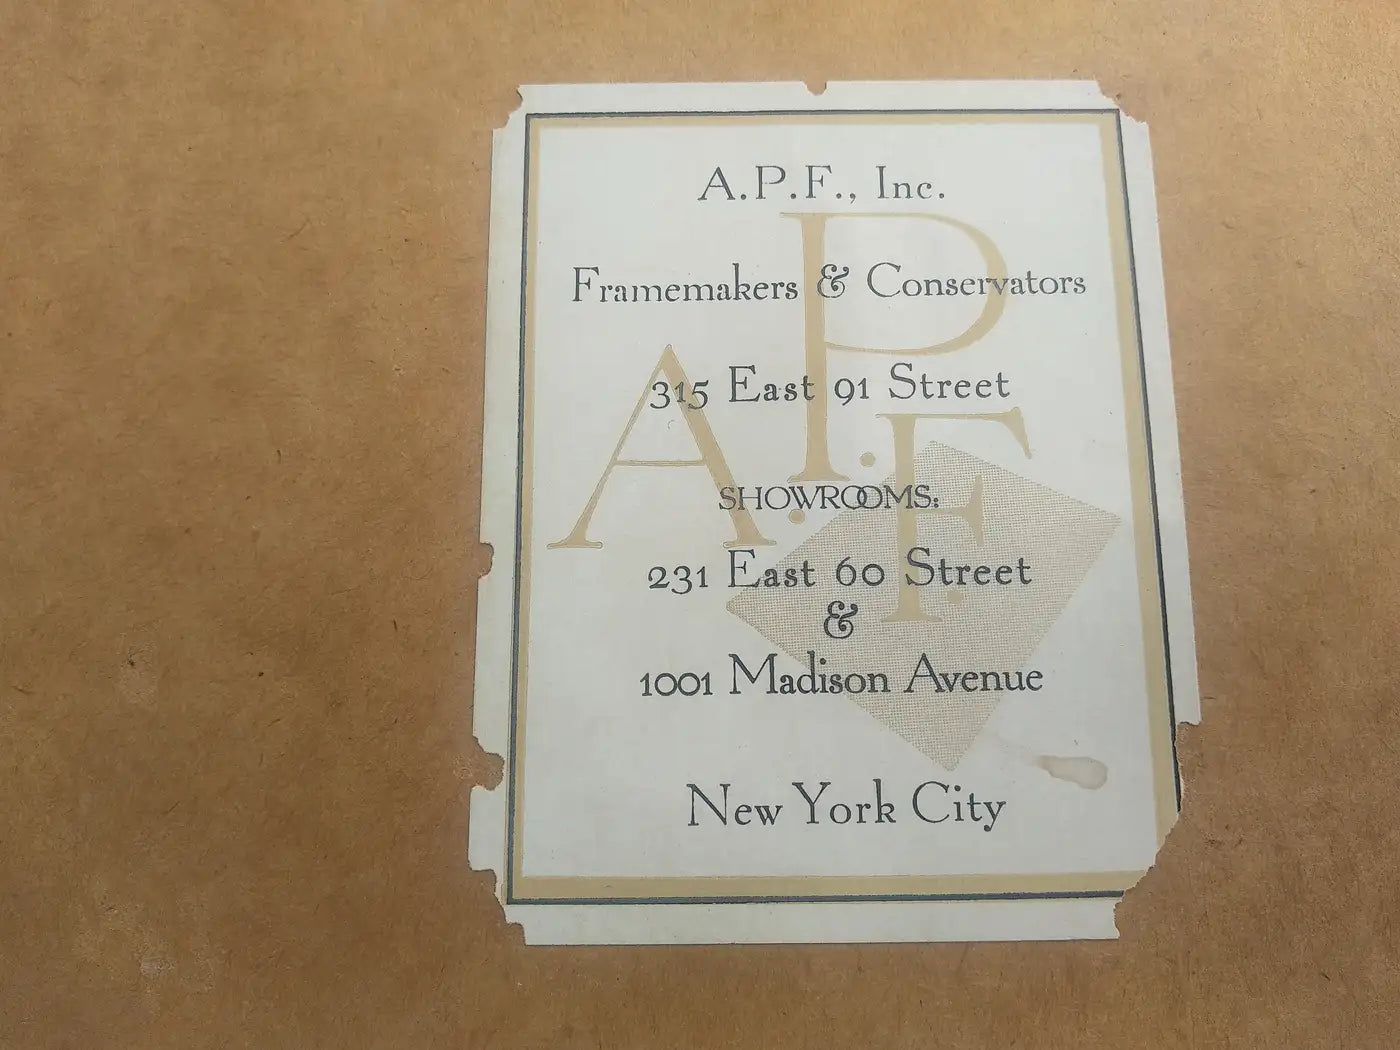 A.P.F., Inc.
Framemakers & Conservators
315 East 91 Street
A.P.F.
SHOWROOMS:
231 East 60 Street
&
1001 Madison Avenue
New York City